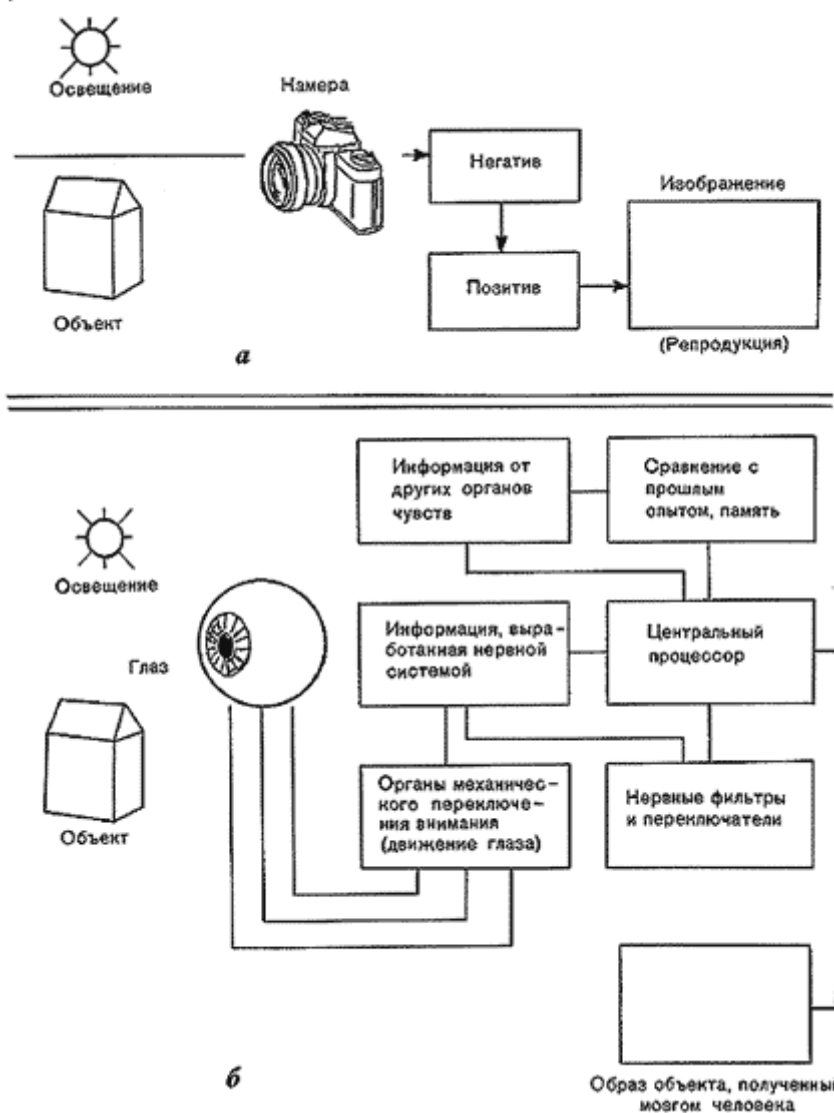 Освещение
Камера
Негатив
Изображение
Позитив
Объект
(Репродукция)
а
Информация от
других органов
чувств
Сравнение с
прошлым
опытом, память
Освещение
Глаз
Информация, выра-
ботанная нервной
системой
Центральный
процессор
Объект
Органы механичес-
кого переключе-
ния внимания
(движение глаза)
Нервные фильтры
и переключатели
б
Образ объекта, полученный
мозгом человека